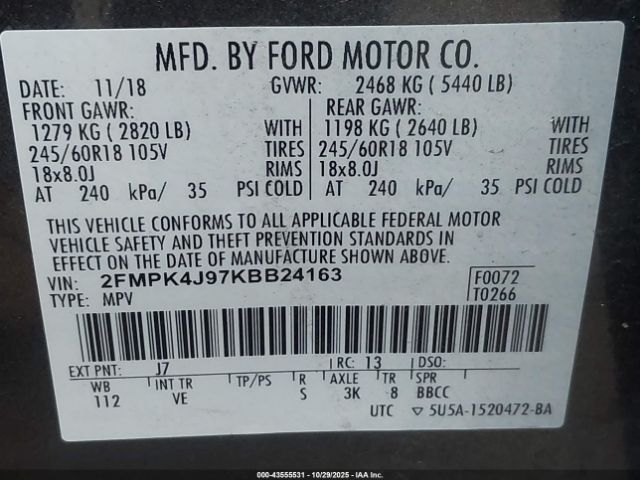 MFD. BY FORD MOTOR CO.
DATE: 11/18 GVWR: 2468 KG ( 5440 LB)
FRONT GAWR: REAR GAWR:
1279 KG ( 2820 LB) WITH 1198 KG ( 2640 LB) WITH
245/60R18 105V TIRES 245/60R18 105V TIRES
18x8.0J RIMS 18x8.0J RIMS
AT 240 kPa/ 35 PSI COLD AT 240 kPa/ 35 PSI COLD
THIS VEHICLE CONFORMS TO ALL APPLICABLE FEDERAL MOTOR
VEHICLE SAFETY AND THEFT PREVENTION STANDARDS IN
EFFECT ON THE DATE OF MANUFACTURE SHOWN ABOVE.
VIN: 2FMPK4J97KBB24163 F0072
TYPE: MPV T0266
EXT PNT: J7 RC: 13 DSO:
WB INT TR TP/PS R AXLE TR SPR
112 VE S 3K 8 BBCC
UTC ▽ 5U5A-1520472-BA
000-43555531 - 10/29/2025 - IAAI.COM